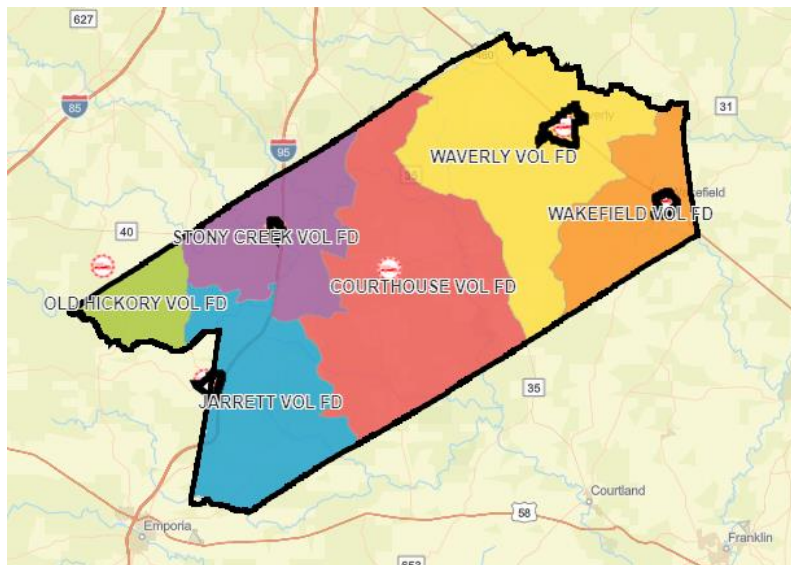 627
85
95
31
WAVERLY VOL FD
WAKEFIELD VOL FD
40
STONY CREEK VOL FD
COURTHOUSE VOL FD
OLD HICKORY VOL FD
35
JARRETT VOL FD
Courtland
58
Emporia
Franklin